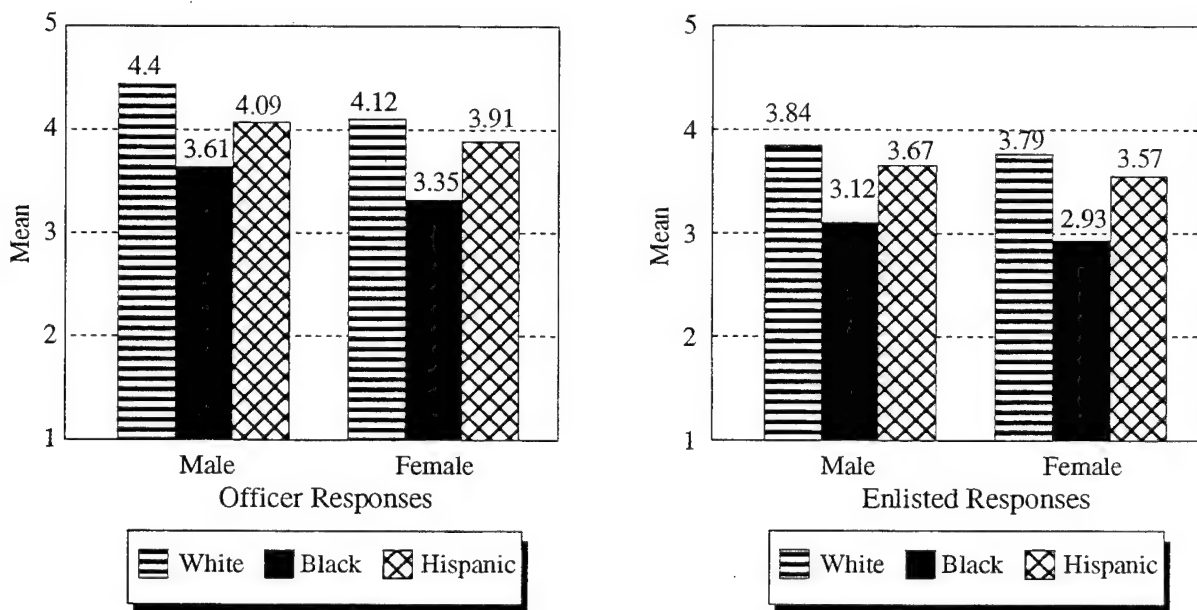 5
4
3
2
1
Mean
4.4
3.61
4.09
4.12
3.35
3.91
Male Female
Officer Responses
White Black Hispanic
5
4
3
2
1
Mean
3.84
3.12
3.67
3.79
2.93
3.57
Male Female
Enlisted Responses
White Black Hispanic